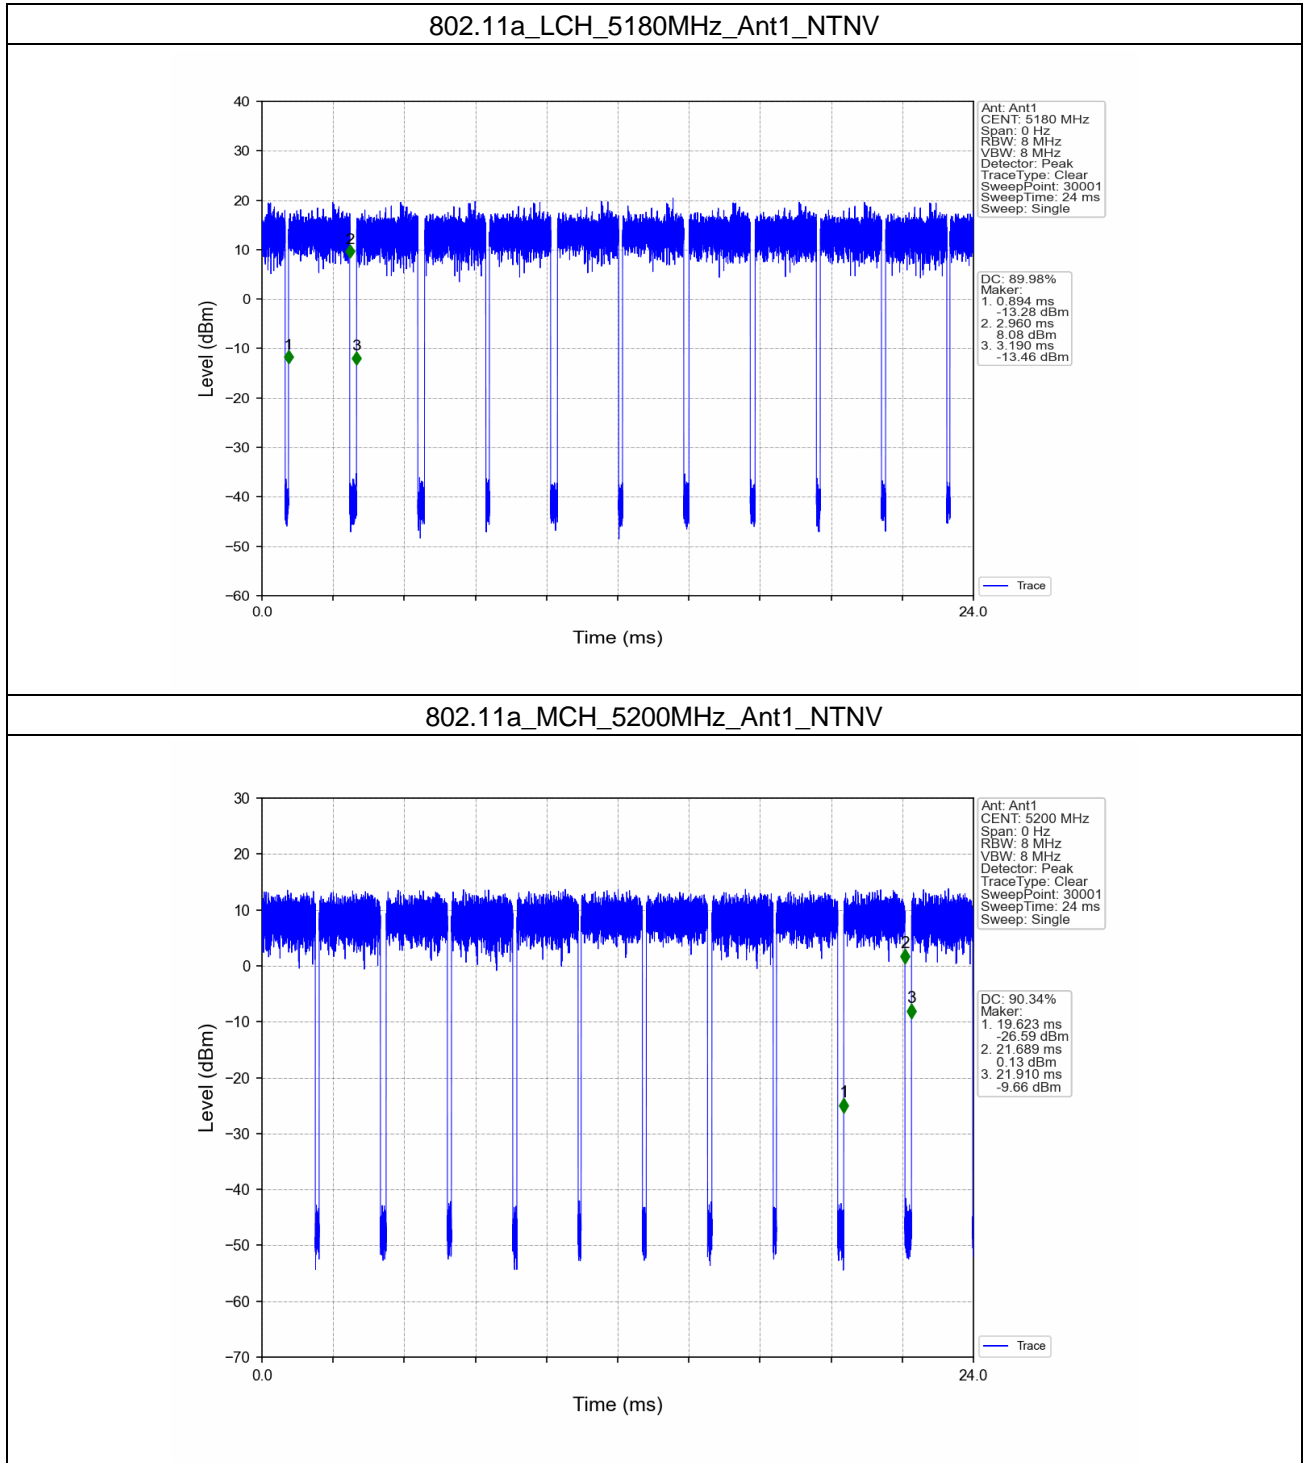 802.11a_LCH_5180MHz_Ant1_NTNV
40
30
20
10
0
−10
−20
−30
−40
−50
−60
Level (dBm)
0.0
24.0
Time (ms)
1
2
3
Ant: Ant1
CENT: 5180 MHz
Span: 0 Hz
RBW: 8 MHz
VBW: 8 MHz
Detector: Peak
TraceType: Clear
SweepPoint: 30001
SweepTime: 24 ms
Sweep: Single
DC: 89.98%
Maker:
1. 0.894 ms
-13.28 dBm
2. 2.960 ms
8.08 dBm
3. 3.190 ms
-13.46 dBm
Trace
802.11a_MCH_5200MHz_Ant1_NTNV
30
20
10
0
−10
−20
−30
−40
−50
−60
−70
Level (dBm)
0.0
24.0
Time (ms)
1
2
3
Ant: Ant1
CENT: 5200 MHz
Span: 0 Hz
RBW: 8 MHz
VBW: 8 MHz
Detector: Peak
TraceType: Clear
SweepPoint: 30001
SweepTime: 24 ms
Sweep: Single
DC: 90.34%
Maker:
1. 19.623 ms
-26.59 dBm
2. 21.689 ms
0.13 dBm
3. 21.910 ms
-9.66 dBm
Trace